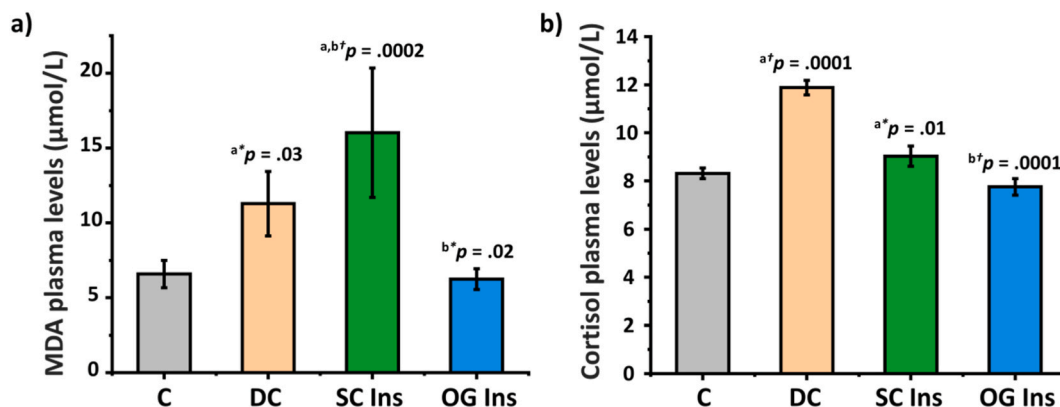 a)
MDA plasma levels (µmol/L)
20
15
10
5
0
a*p = .03
a,b†p = .0002
b*p = .02
C DC SC Ins OG Ins
b)
Cortisol plasma levels (µmol/L)
14
12
10
8
6
4
2
0
a†p = .0001
a*p = .01
b†p = .0001
C DC SC Ins OG Ins